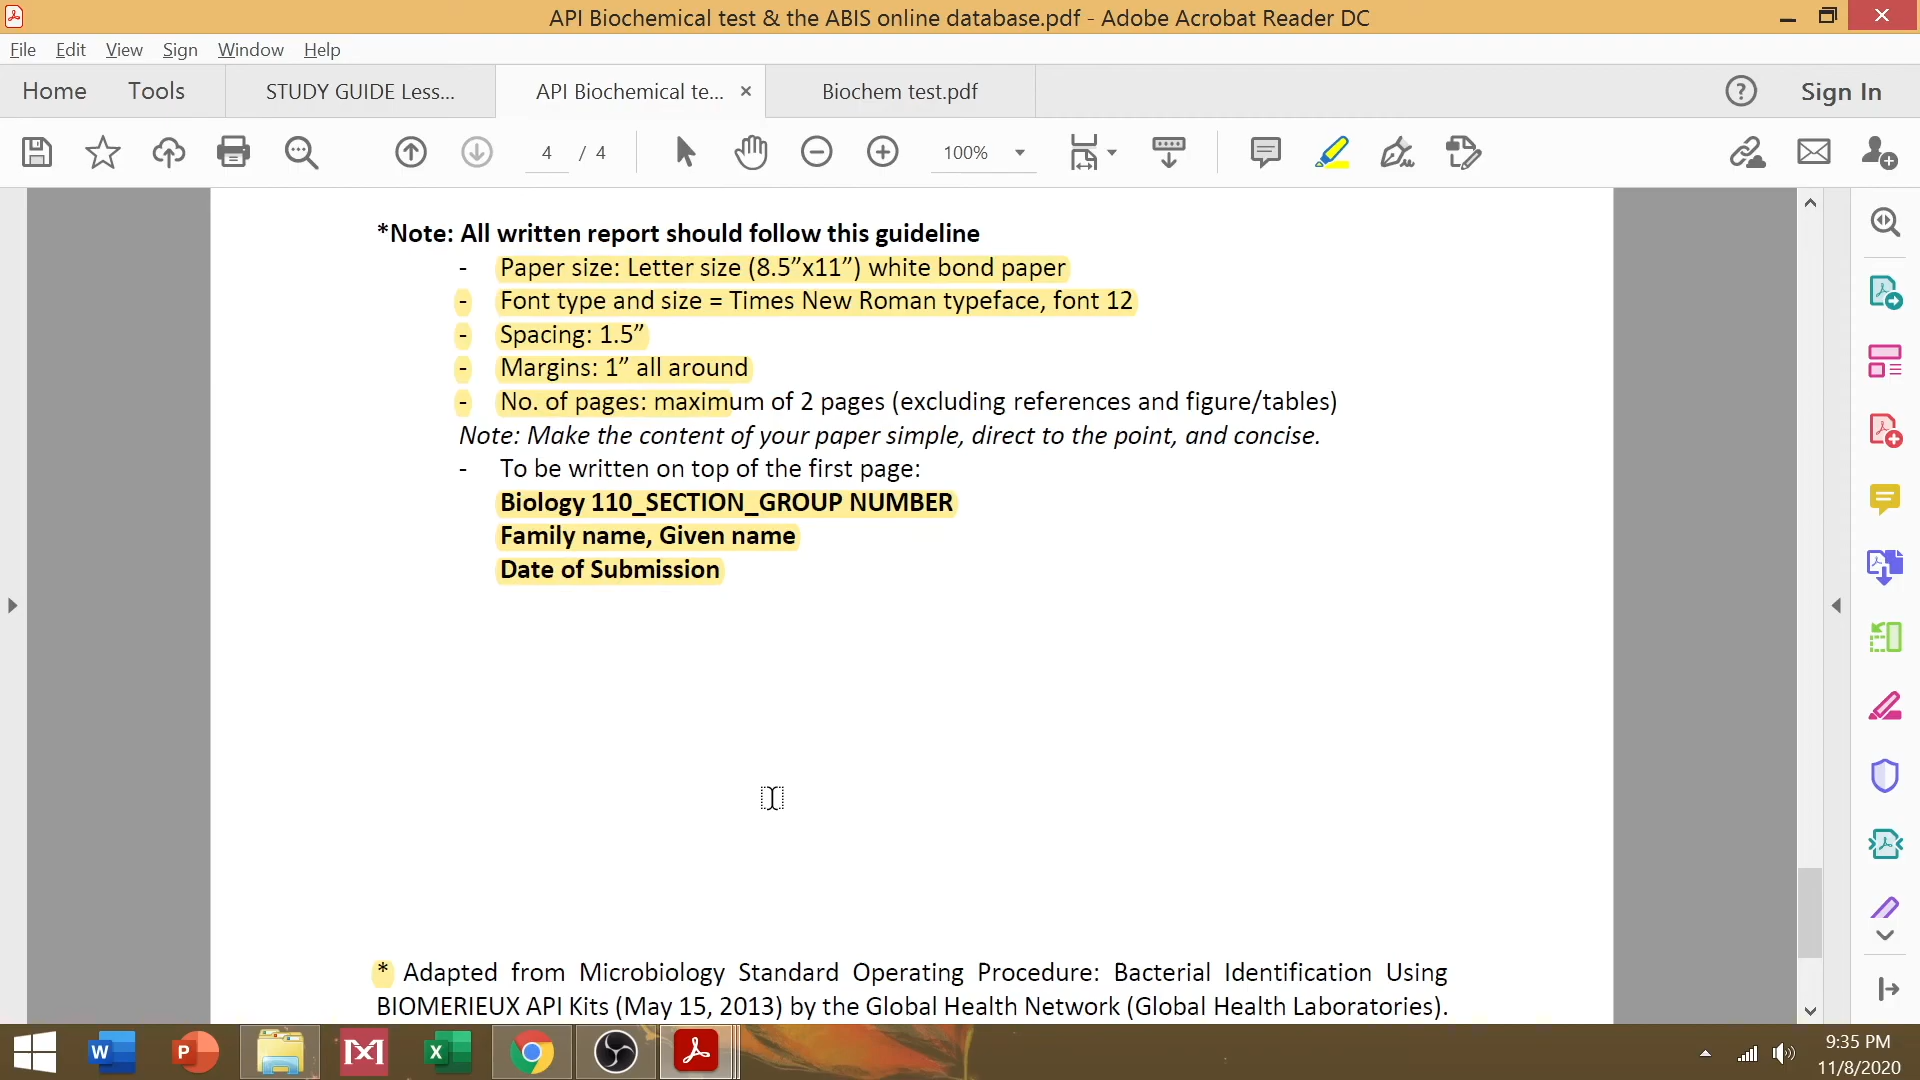 API Biochemical test & the ABIS online database.pdf - Adobe Acrobat Reader DC
File Edit View Sign Window Help
Home Tools STUDY GUIDE Less... API Biochemical te... × Biochem test.pdf ? Sign In
4 / 4 100%
*Note: All written report should follow this guideline
- Paper size: Letter size (8.5”x11”) white bond paper
- Font type and size = Times New Roman typeface, font 12
- Spacing: 1.5”
- Margins: 1” all around
- No. of pages: maximum of 2 pages (excluding references and figure/tables)
Note: Make the content of your paper simple, direct to the point, and concise.
- To be written on top of the first page:
Biology 110_SECTION_GROUP NUMBER
Family name, Given name
Date of Submission
* Adapted from Microbiology Standard Operating Procedure: Bacterial Identification Using
BIOMERIEUX API Kits (May 15, 2013) by the Global Health Network (Global Health Laboratories).
9:35 PM
11/8/2020